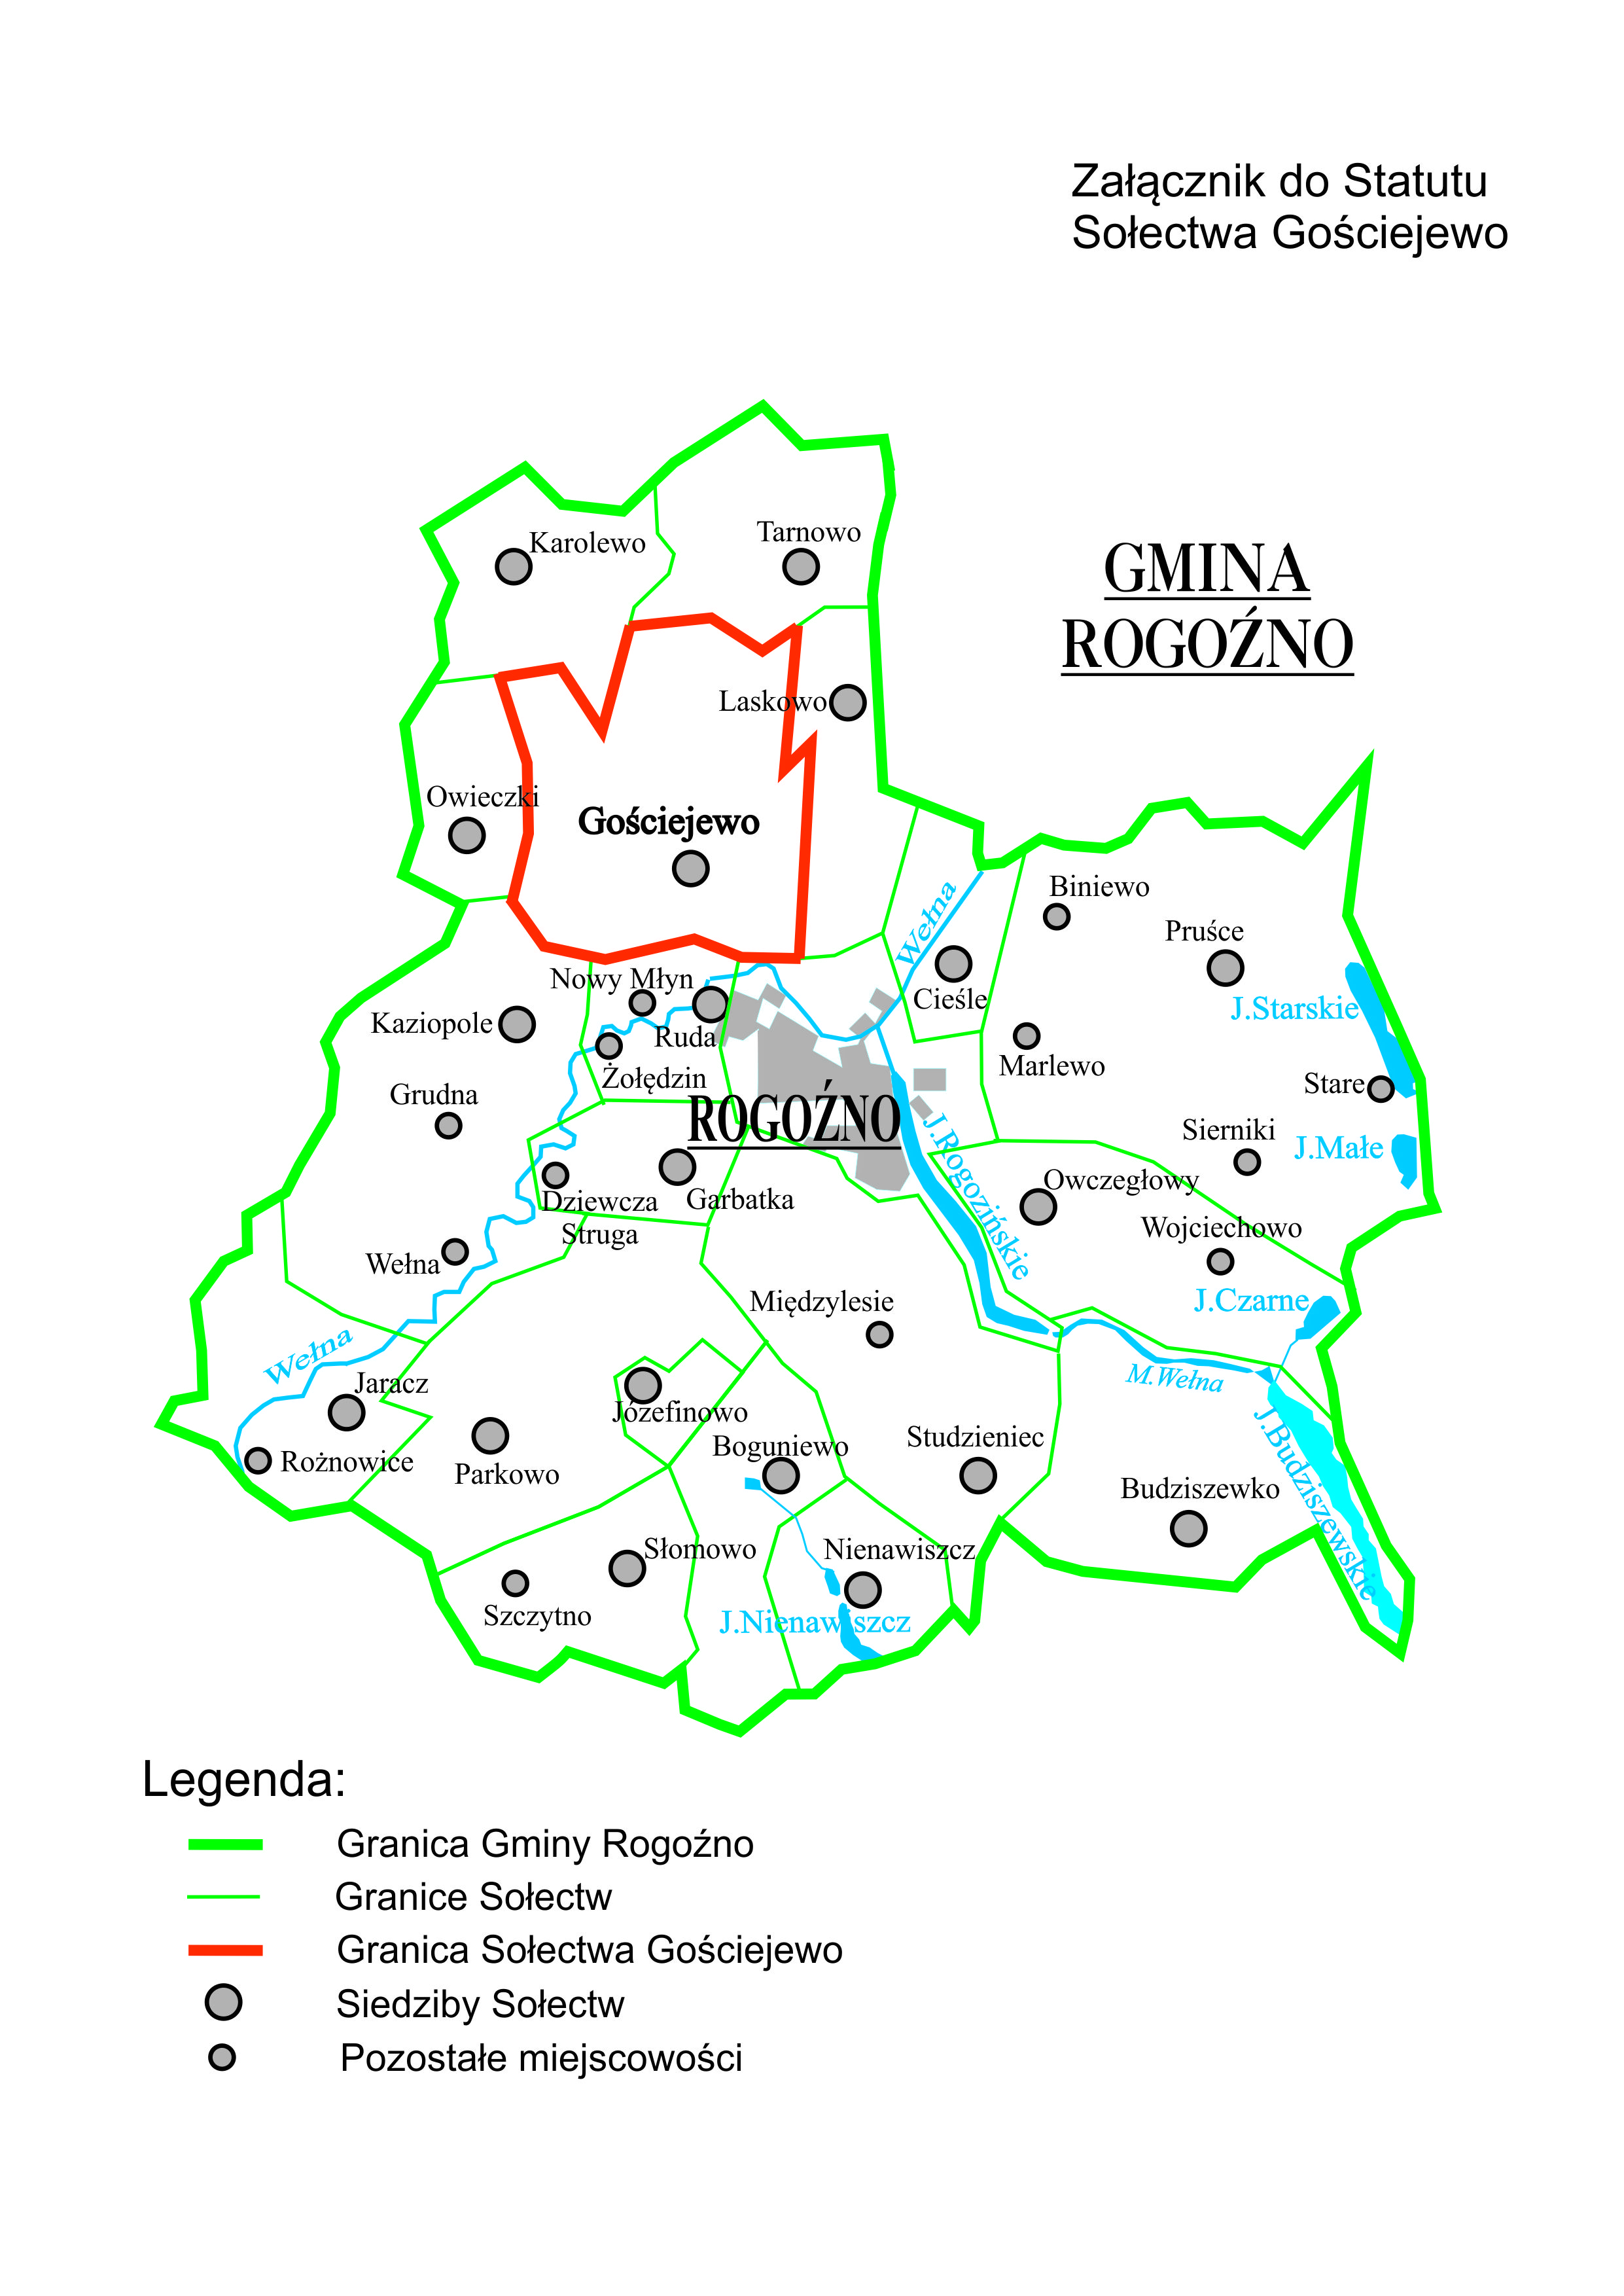 Załącznik do Statutu
Sołectwa Gościejewo
GMINA
ROGOŹNO
Karolewo
Tarnowo
Laskowo
Owieczki
Gościejewo
Wełna
Biniewo
Pruśce
Nowy Młyn
Cieśle
J.Starskie
Kaziopole
Ruda
Marlewo
Żołędzin
Stare
Grudna
ROGOŹNO
J.Rogozińskie
Sierniki
J.Małe
Owczegłowy
Dziewcza
Struga
Garbatka
Wojciechowo
Wełna
J.Czarne
Międzylesie
Wełna
M.Wełna
Jaracz
Józefinowo
J.Budziszewskie
Boguniewo
Studzieniec
Rożnowice
Parkowo
Budziszewko
Słomowo
Nienawiszcz
Szczytno
J.Nienawiszcz
Legenda:
Granica Gminy Rogoźno
Granice Sołectw
Granica Sołectwa Gościejewo
Siedziby Sołectw
Pozostałe miejscowości